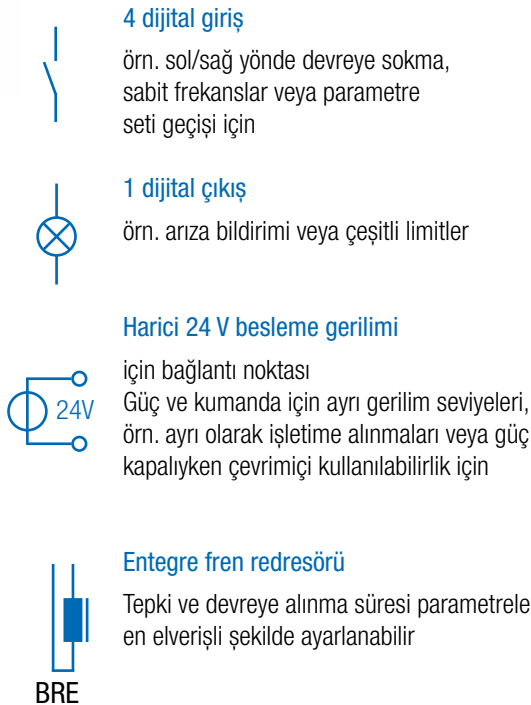 4 dijital giriş
örn. sol/sağ yönde devreye sokma,
sabit frekanslar veya parametre
seti geçişi için
1 dijital çıkış
örn. arıza bildirimi veya çeşitli limitler
Harici 24 V besleme gerilimi
için bağlantı noktası
24V
Güç ve kumanda için ayrı gerilim seviyeleri,
örn. ayrı olarak işletime alınmaları veya güç
kapalıyken çevrimiçi kullanılabilirlik için
Entegre fren redresörü
Tepki ve devreye alınma süresi parametrele
en elverişli şekilde ayarlanabilir
BRE